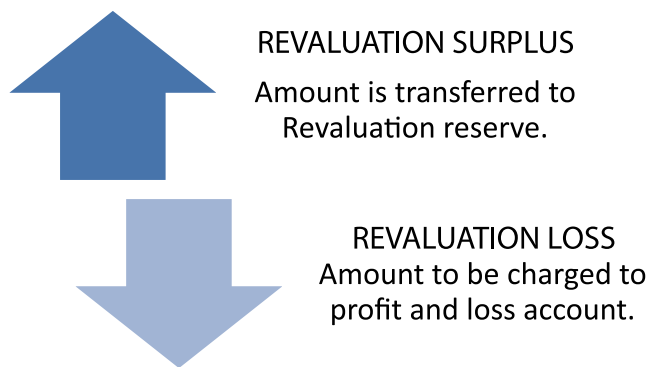 REVALUATION SURPLUS
Amount is transferred to
Revaluation reserve.
REVALUATION LOSS
Amount to be charged to
profit and loss account.